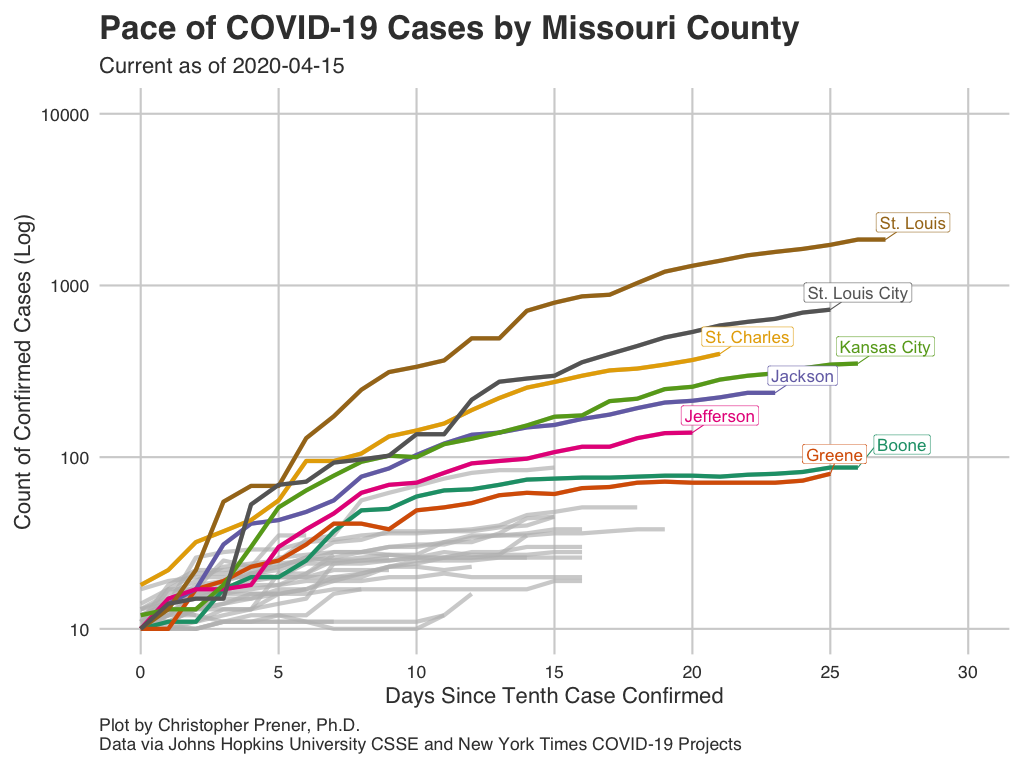 Pace of COVID-19 Cases by Missouri County
Current as of 2020-04-15
Count of Confirmed Cases (Log)
10000
1000
100
10
St. Louis
St. Louis City
St. Charles
Kansas City
Jackson
Jefferson
Boone
Greene
0 5 10 15 20 25 30
Days Since Tenth Case Confirmed
Plot by Christopher Prener, Ph.D.
Data via Johns Hopkins University CSSE and New York Times COVID-19 Projects